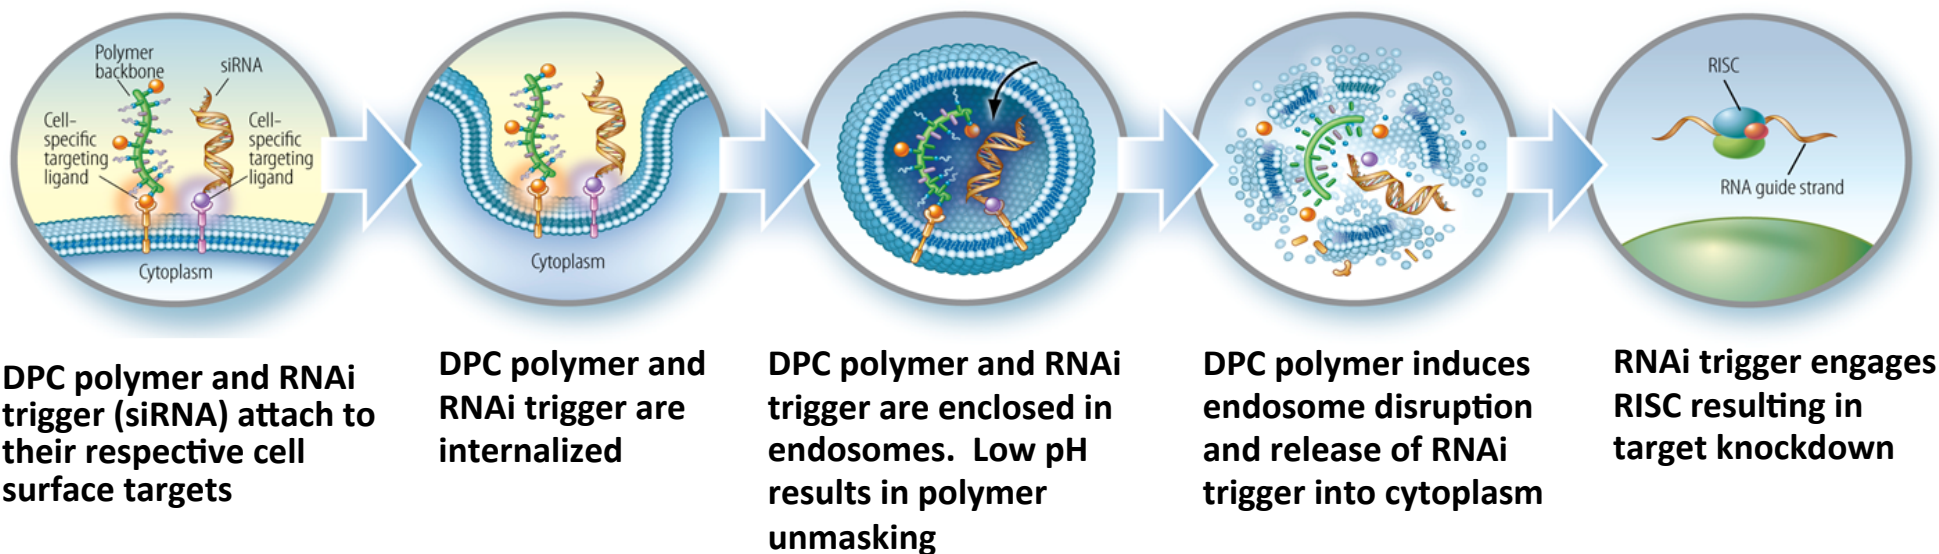 Polymer
backbone
siRNA
Cell-
specific
targeting
ligand
Cell-
specific
targeting
ligand
Cytoplasm
Cytoplasm
RISC
RNA guide strand
DPC polymer and RNAi
trigger (siRNA) attach to
their respective cell
surface targets
DPC polymer and
RNAi trigger are
internalized
DPC polymer and RNAi
trigger are enclosed in
endosomes.  Low pH
results in polymer
unmasking
DPC polymer induces
endosome disruption
and release of RNAi
trigger into cytoplasm
RNAi trigger engages
RISC resulting in
target knockdown